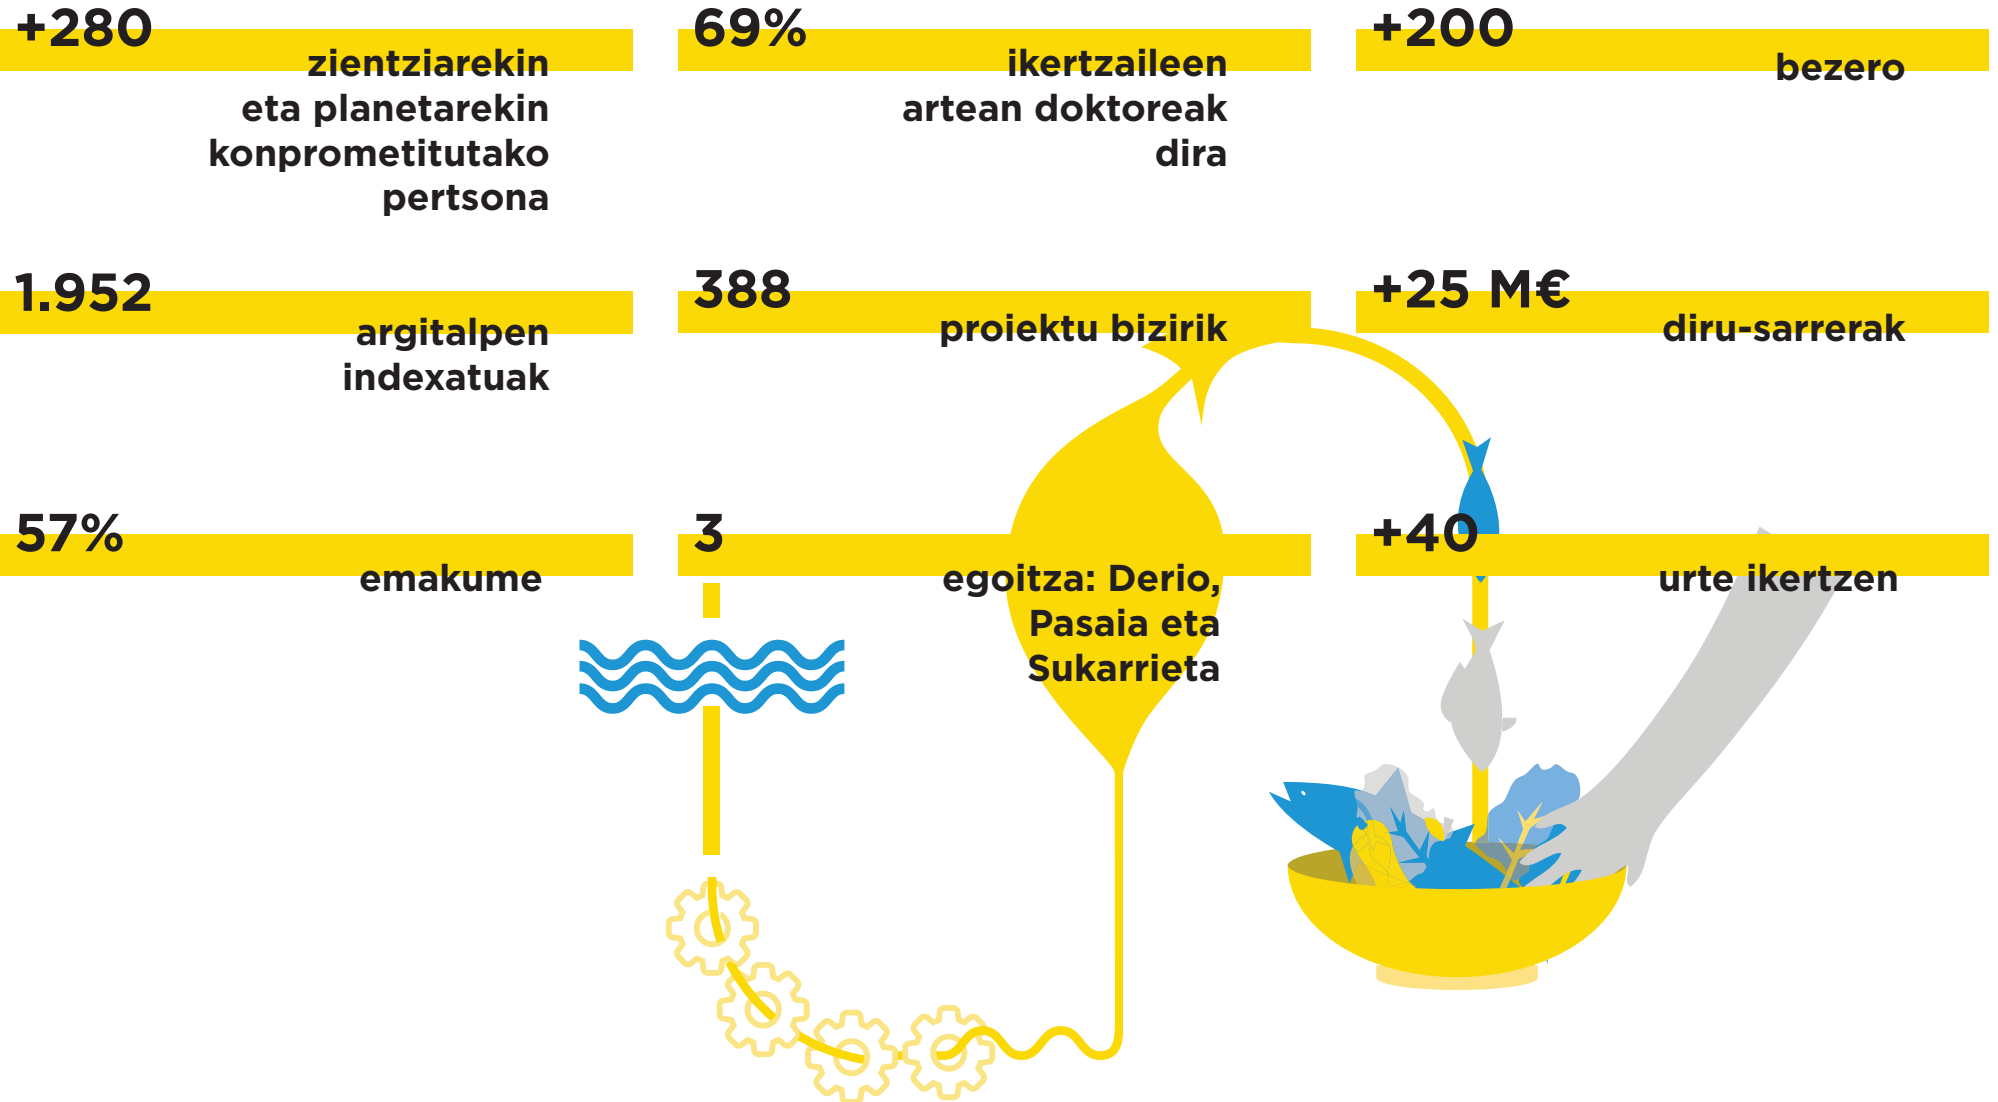 +280
zientziarekin
eta planetarekin
konprometitutako
pertsona
69%
ikertzaileen
artean doktoreak
dira
+200
bezero
1.952
argitalpen
indexatuak
388
proiektu bizirik
+25 M€
diru-sarrerak
57%
emakume
3
egoitza: Derio,
Pasaia eta
Sukarrieta
+40
urte ikertzen